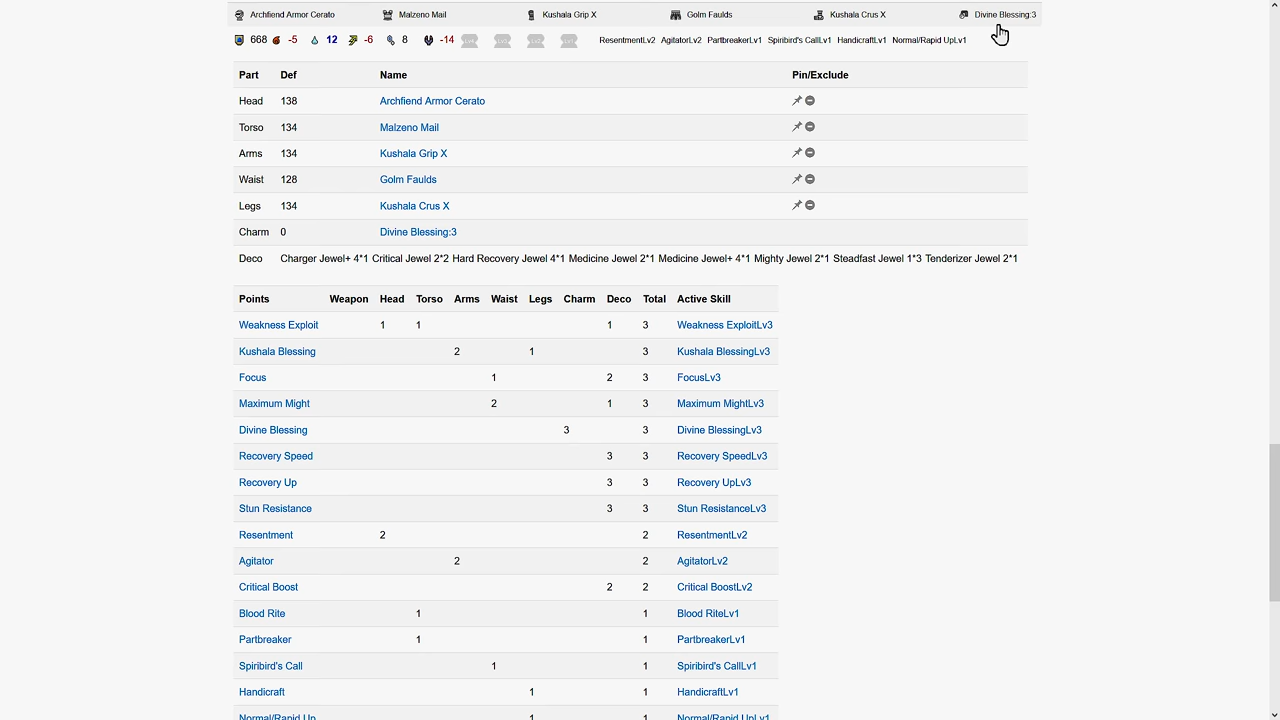 Archfiend Armor Cerato Malzeno Mail Kushala Grip X Golm Faulds Kushala Crus X Divine Blessing:3
668 -5 12 -6 8 -14 ResentmentLv2 AgitatorLv2 PartbreakerLv1 Spiribird's CallLv1 HandicraftLv1 Normal/Rapid UpLv1
Part Def Name Pin/Exclude
Head 138 Archfiend Armor Cerato
Torso 134 Malzeno Mail
Arms 134 Kushala Grip X
Waist 128 Golm Faulds
Legs 134 Kushala Crus X
Charm 0 Divine Blessing:3
Deco Charger Jewel+ 4*1 Critical Jewel 2*2 Hard Recovery Jewel 4*1 Medicine Jewel 2*1 Medicine Jewel+ 4*1 Mighty Jewel 2*1 Steadfast Jewel 1*3 Tenderizer Jewel 2*1
Points Weapon Head Torso Arms Waist Legs Charm Deco Total Active Skill
Weakness Exploit 1 1 1 3 Weakness ExploitLv3
Kushala Blessing 2 1 3 Kushala BlessingLv3
Focus 1 2 3 FocusLv3
Maximum Might 2 1 3 Maximum MightLv3
Divine Blessing 3 3 Divine BlessingLv3
Recovery Speed 3 3 Recovery SpeedLv3
Recovery Up 3 3 Recovery UpLv3
Stun Resistance 3 3 Stun ResistanceLv3
Resentment 2 2 ResentmentLv2
Agitator 2 2 AgitatorLv2
Critical Boost 2 2 Critical BoostLv2
Blood Rite 1 1 Blood RiteLv1
Partbreaker 1 1 PartbreakerLv1
Spiribird's Call 1 1 Spiribird's CallLv1
Handicraft 1 1 HandicraftLv1
Normal/Rapid Up 1 1 Normal/Rapid UpLv1